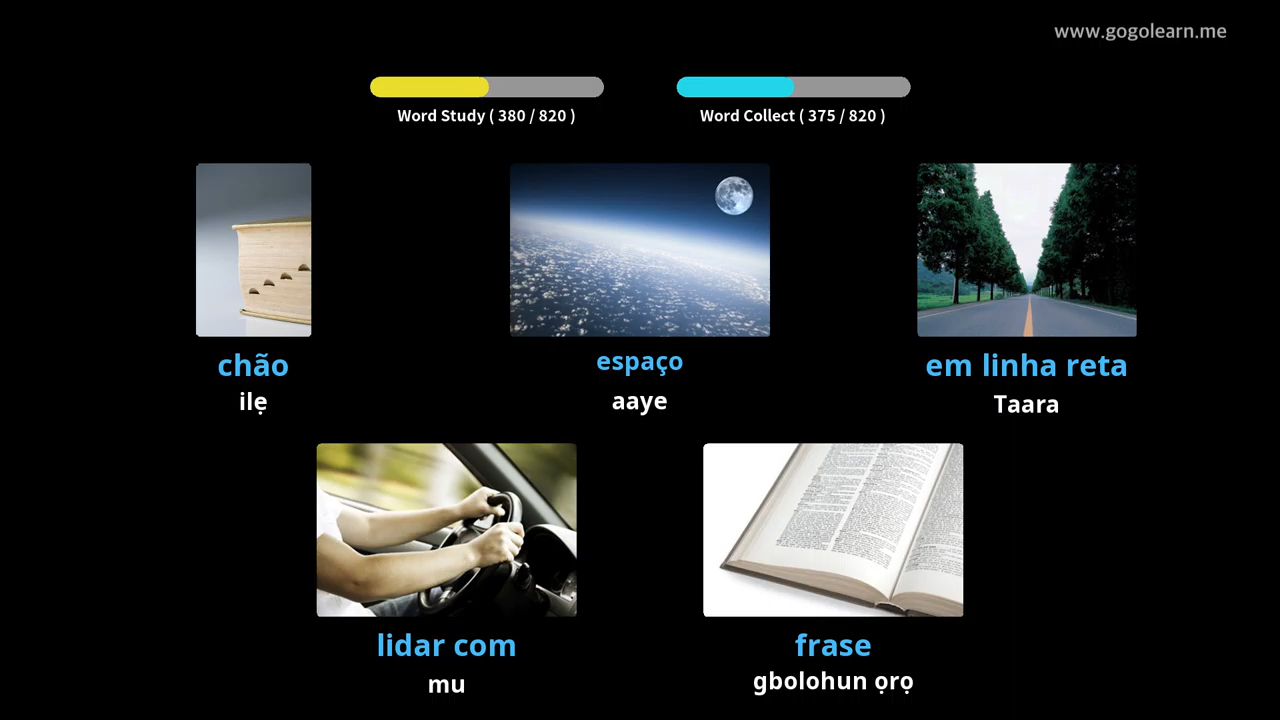 www.gogolearn.me
Word Study ( 380 / 820 )
Word Collect ( 375 / 820 )
chão
ilẹ
espaço
aaye
em linha reta
Taara
lidar com
mu
frase
gbolohun ọrọ